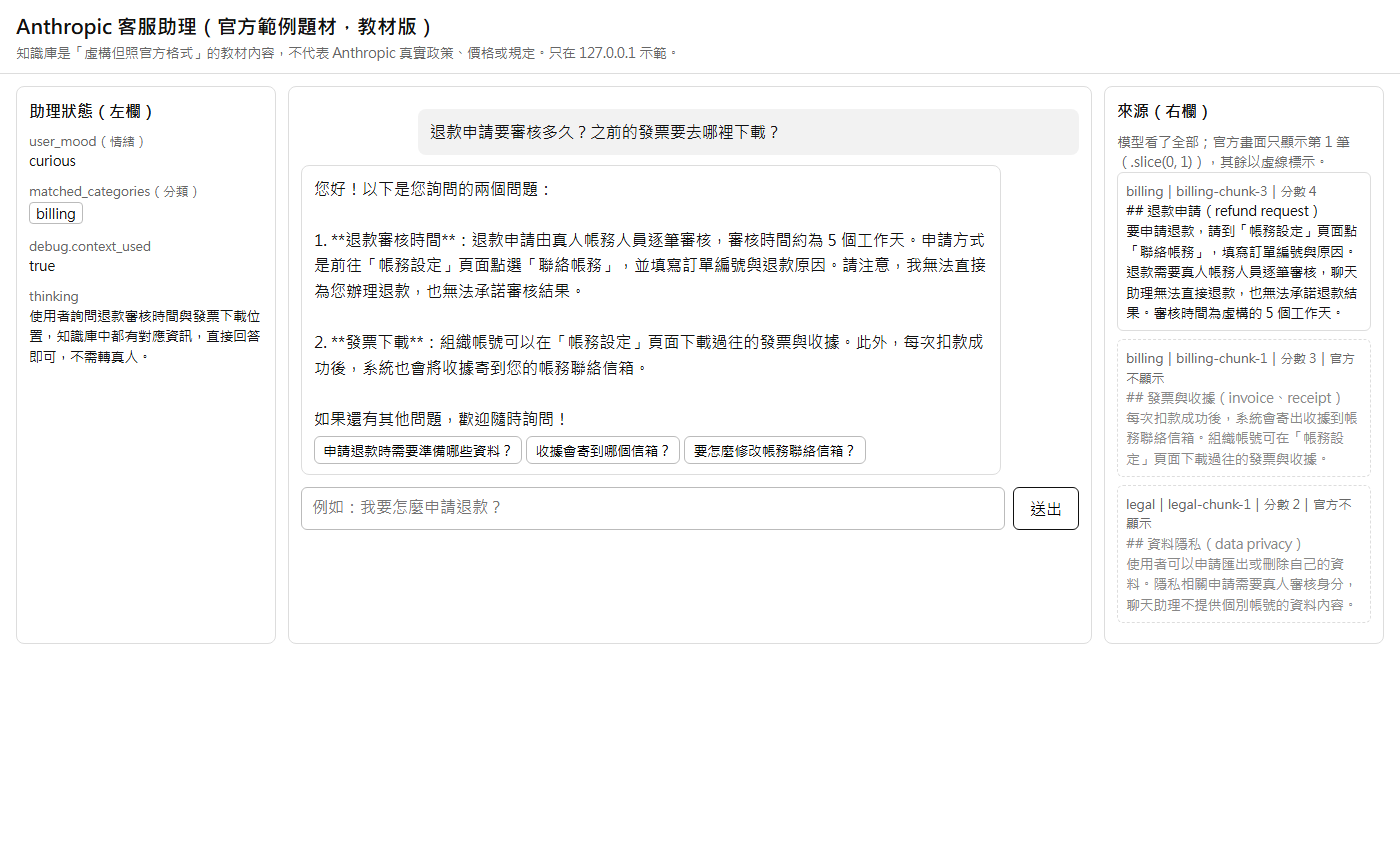 Anthropic 客服助理（官方範例題材．教材版）
知識庫是「虛構但照官方格式」的教材內容，不代表 Anthropic 真實政策、價格或規定。只在 127.0.0.1 示範。
助理狀態（左欄）
user_mood（情緒）
curious
matched_categories（分類）
billing
debug.context_used
true
thinking
使用者詢問退款審核時間與發票下載位
置，知識庫中都有對應資訊，直接回答
即可，不需轉真人。
退款申請要審核多久？之前的發票要去哪裡下載？
您好！以下是您詢問的兩個問題：
1. **退款審核時間**：退款申請由真人帳務人員逐筆審核，審核時間約為 5 個工作天。申請方式
是前往「帳務設定」頁面點選「聯絡帳務」，並填寫訂單編號與退款原因。請注意，我無法直接
為您辦理退款，也無法承諾審核結果。
2. **發票下載**：組織帳號可以在「帳務設定」頁面下載過往的發票與收據。此外，每次扣款成
功後，系統也會將收據寄到您的帳務聯絡信箱。
如果還有其他問題，歡迎隨時詢問！
申請退款時需要準備哪些資料？ 收據會寄到哪個信箱？ 要怎麼修改帳務聯絡信箱？
例如：我要怎麼申請退款？
送出
來源（右欄）
模型看了全部；官方畫面只顯示第 1 筆
（.slice(0, 1)），其餘以虛線標示。
billing | billing-chunk-3 | 分數 4
## 退款申請（refund request）
要申請退款，請到「帳務設定」頁面點
「聯絡帳務」，填寫訂單編號與原因。
退款需要真人帳務人員逐筆審核，聊天
助理無法直接退款，也無法承諾退款結
果。審核時間為虛構的 5 個工作天。
billing | billing-chunk-1 | 分數 3 | 官方
不顯示
## 發票與收據（invoice、receipt）
每次扣款成功後，系統會寄出收據到帳
務聯絡信箱。組織帳號可在「帳務設
定」頁面下載過往的發票與收據。
legal | legal-chunk-1 | 分數 2 | 官方不
顯示
## 資料隱私（data privacy）
使用者可以申請匯出或刪除自己的資
料。隱私相關申請需要真人審核身分，
聊天助理不提供個別帳號的資料內容。